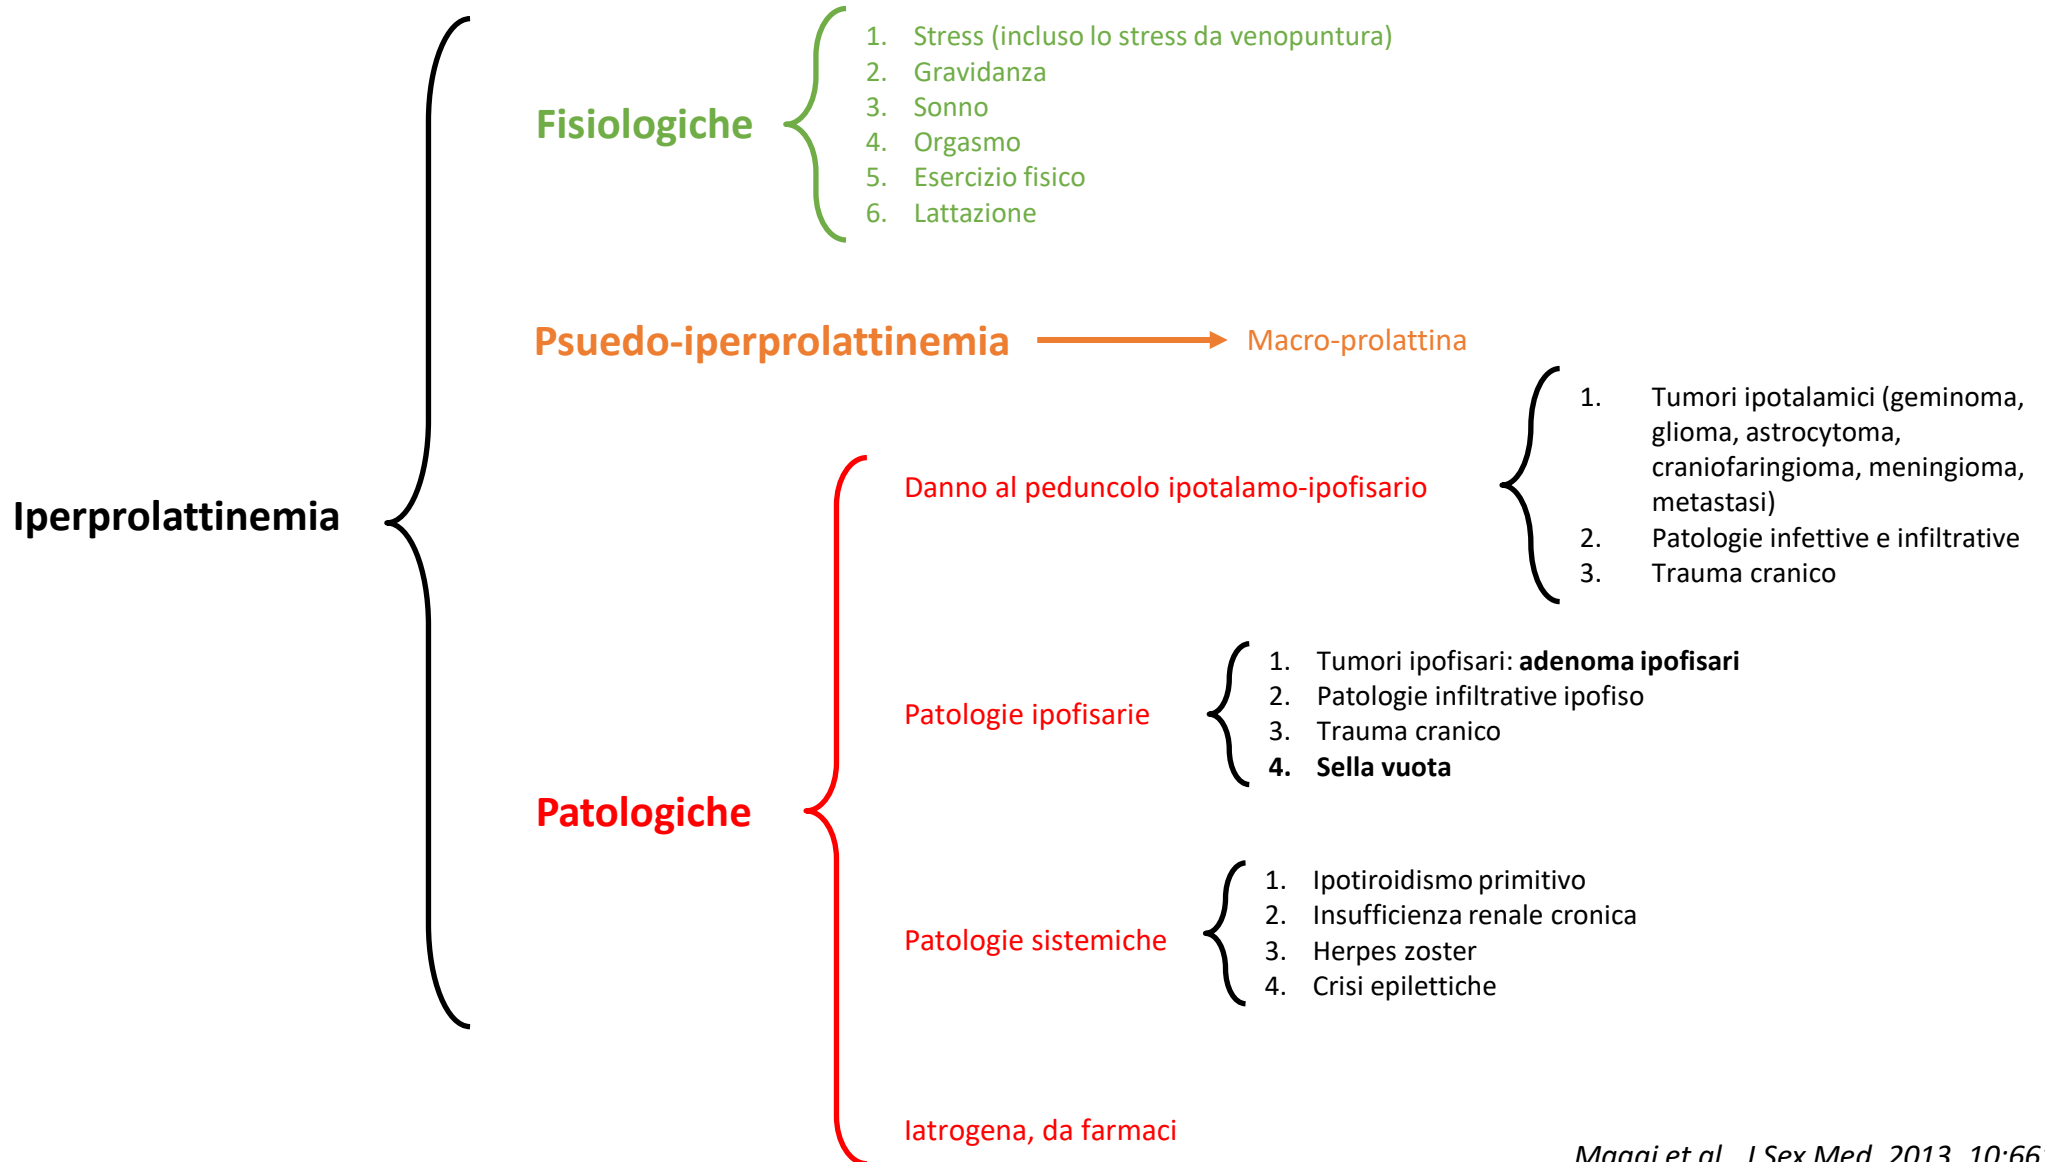 Iperprolattinemia
Fisiologiche
1. Stress (incluso lo stress da venopuntura)
2. Gravidanza
3. Sonno
4. Orgasmo
5. Esercizio fisico
6. Lattazione
Psuedo-iperprolattinemia
Macro-prolattina
Patologiche
Danno al peduncolo ipotalamo-ipofisario
1. Tumori ipotalamici (geminoma,
glioma, astrocytoma,
craniofaringioma, meningioma,
metastasi)
2. Patologie infettive e infiltrative
3. Trauma cranico
Patologie ipofisarie
1. Tumori ipofisari: adenoma ipofisari
2. Patologie infiltrative ipofiso
3. Trauma cranico
4. Sella vuota
Patologie sistemiche
1. Ipotiroidismo primitivo
2. Insufficienza renale cronica
3. Herpes zoster
4. Crisi epilettiche
Iatrogena, da farmaci
Maggi et al., J Sex Med, 2013, 10:661